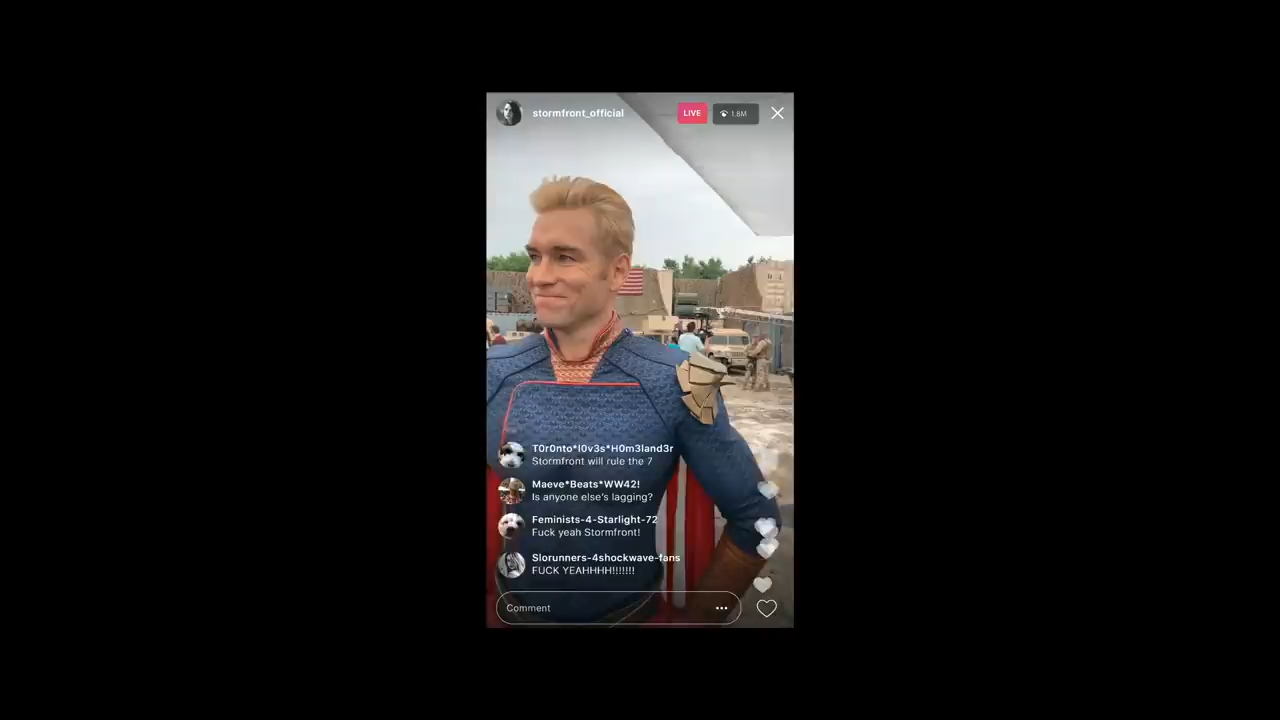 stormfront_official
LIVE
1.8M
T0r0nto*l0v3s*H0m3land3r
Stormfront will rule the 7
Maeve*Beats*WW42!
Is anyone else's lagging?
Feminists-4-Starlight-72
Fuck yeah Stormfront!
Slorunners-4shockwave-fans
FUCK YEAHHHH!!!!!!!
Comment